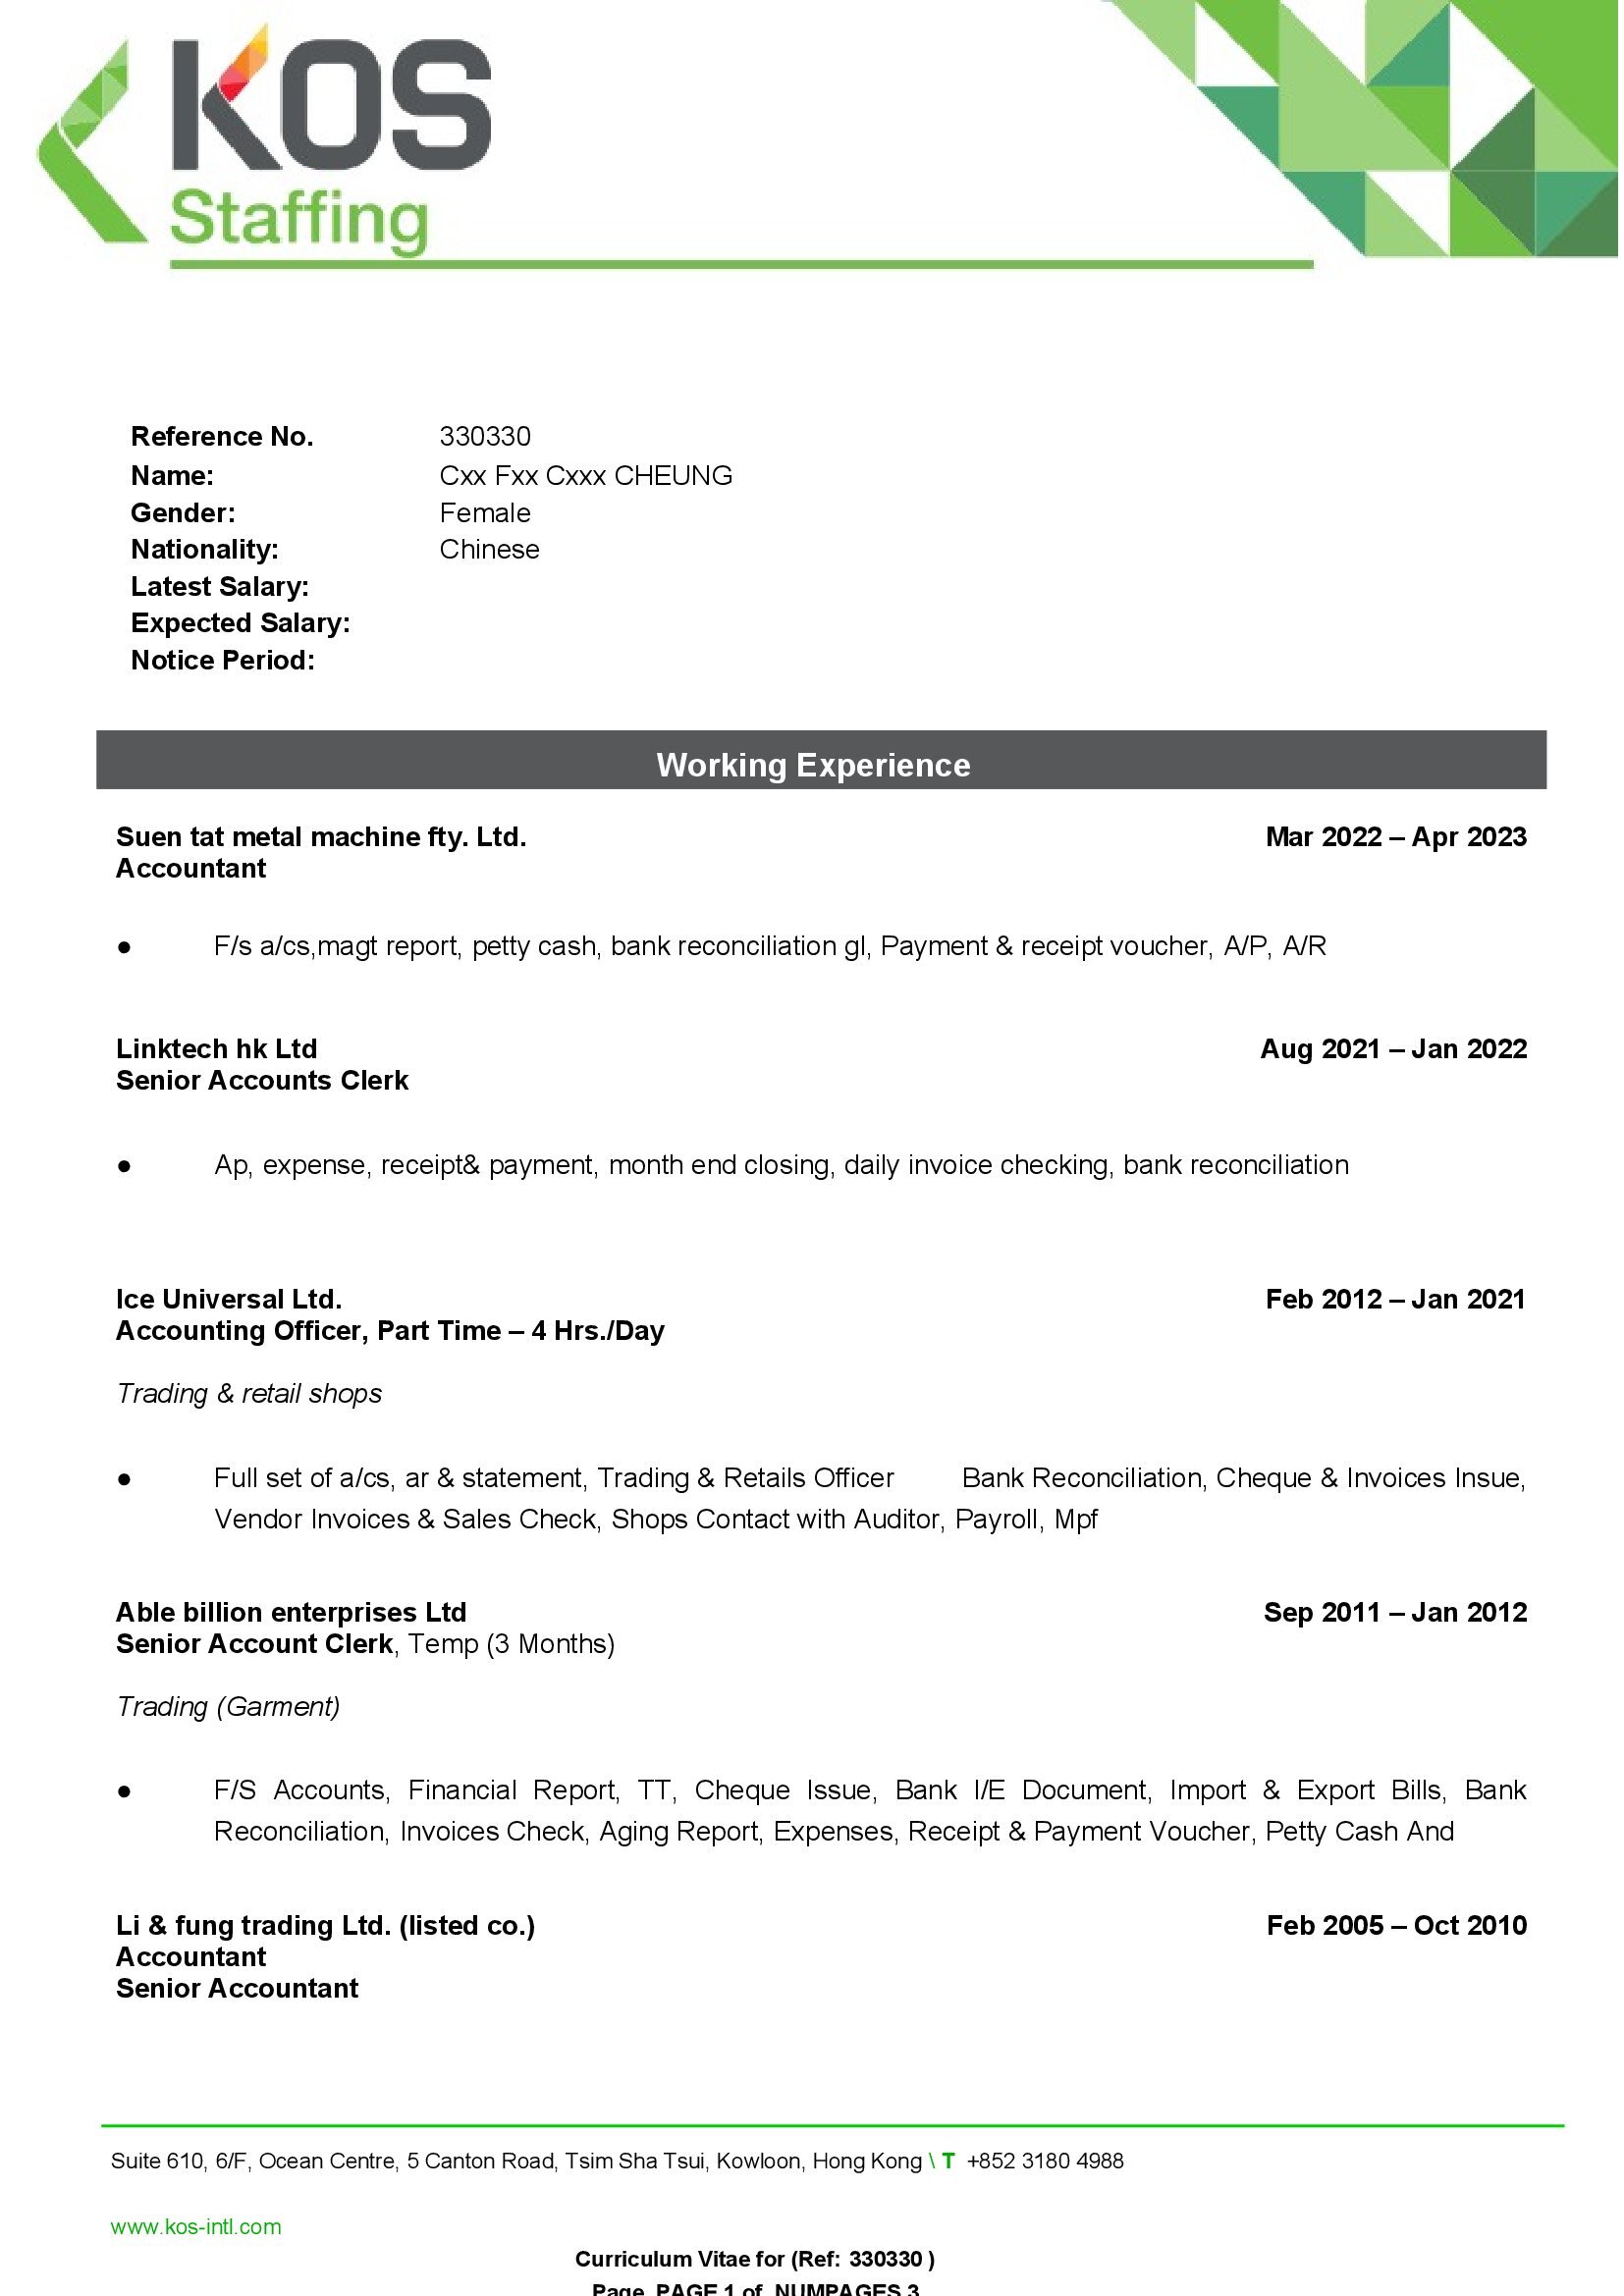 KOS
Staffing
Reference No. 330330
Name: Cxx Fxx Cxxx CHEUNG
Gender: Female
Nationality: Chinese
Latest Salary:
Expected Salary:
Notice Period:
Working Experience
Suen tat metal machine fty. Ltd. Mar 2022 – Apr 2023
Accountant
● F/s a/cs,magt report, petty cash, bank reconciliation gl, Payment & receipt voucher, A/P, A/R
Linktech hk Ltd Aug 2021 – Jan 2022
Senior Accounts Clerk
● Ap, expense, receipt& payment, month end closing, daily invoice checking, bank reconciliation
Ice Universal Ltd. Feb 2012 – Jan 2021
Accounting Officer, Part Time – 4 Hrs./Day
Trading & retail shops
● Full set of a/cs, ar & statement, Trading & Retails Officer Bank Reconciliation, Cheque & Invoices Insue,
Vendor Invoices & Sales Check, Shops Contact with Auditor, Payroll, Mpf
Able billion enterprises Ltd Sep 2011 – Jan 2012
Senior Account Clerk, Temp (3 Months)
Trading (Garment)
● F/S Accounts, Financial Report, TT, Cheque Issue, Bank I/E Document, Import & Export Bills, Bank
Reconciliation, Invoices Check, Aging Report, Expenses, Receipt & Payment Voucher, Petty Cash And
Li & fung trading Ltd. (listed co.) Feb 2005 – Oct 2010
Accountant
Senior Accountant
Suite 610, 6/F, Ocean Centre, 5 Canton Road, Tsim Sha Tsui, Kowloon, Hong Kong \ T +852 3180 4988
www.kos-intl.com
Curriculum Vitae for (Ref: 330330 )
Page PAGE 1 of NUMPAGES 3